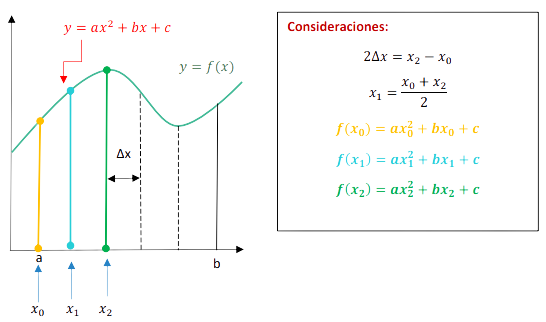 y = ax² + bx + c
y = f(x)
Δx
a
b
x₀
x₁
x₂
Consideraciones:
2Δx = x₂ − x₀
x₁ = (x₀ + x₂)/2
f(x₀) = ax₀² + bx₀ + c
f(x₁) = ax₁² + bx₁ + c
f(x₂) = ax₂² + bx₂ + c